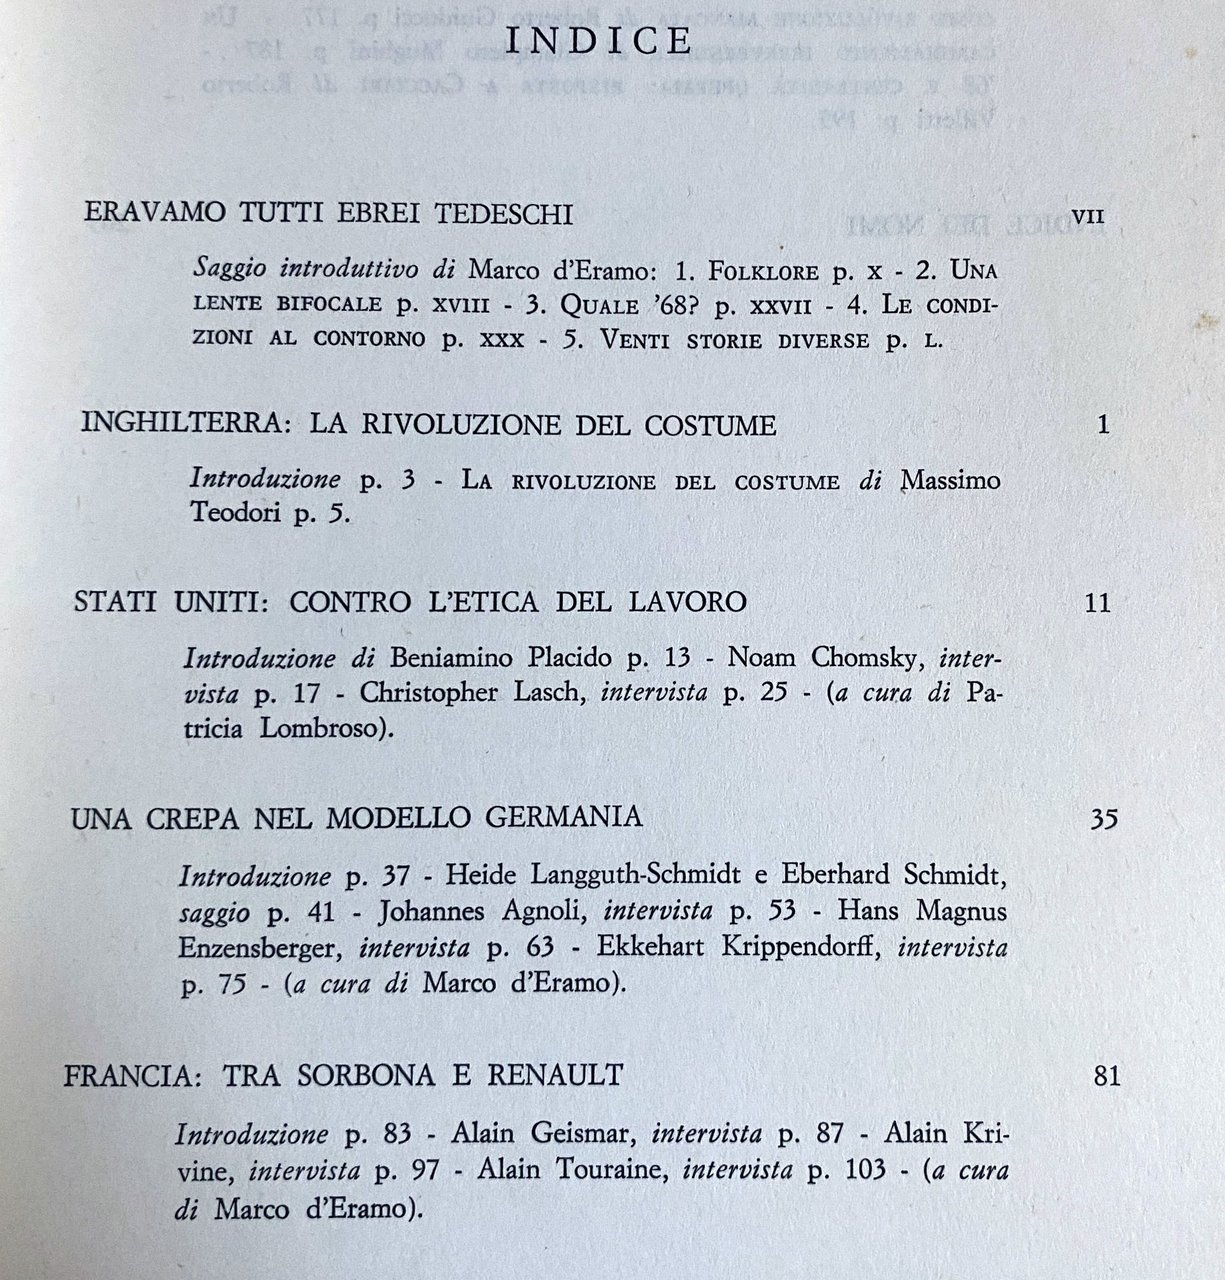 INDICE
ERAVAMO TUTTI EBREI TEDESCHI VII
Saggio introduttivo di Marco d'Eramo: 1. FOLKLORE p. X - 2. UNA
LENTE BIFOCALE p. XVIII - 3. QUALE '68? p. XXVII - 4. LE CONDI-
ZIONI AL CONTORNO p. XXX - 5. VENTI STORIE DIVERSE p. L.
INGHILTERRA: LA RIVOLUZIONE DEL COSTUME 1
Introduzione p. 3 - LA RIVOLUZIONE DEL COSTUME di Massimo
Teodori p. 5.
STATI UNITI: CONTRO L'ETICA DEL LAVORO 11
Introduzione di Beniamino Placido p. 13 - Noam Chomsky, inter-
vista p. 17 - Christopher Lasch, intervista p. 25 - (a cura di Pa-
tricia Lombroso).
UNA CREPA NEL MODELLO GERMANIA 35
Introduzione p. 37 - Heide Langguth-Schmidt e Eberhard Schmidt,
saggio p. 41 - Johannes Agnoli, intervista p. 53 - Hans Magnus
Enzensberger, intervista p. 63 - Ekkehart Krippendorff, intervista
p. 75 - (a cura di Marco d'Eramo).
FRANCIA: TRA SORBONA E RENAULT 81
Introduzione p. 83 - Alain Geismar, intervista p. 87 - Alain Kri-
vine, intervista p. 97 - Alain Touraine, intervista p. 103 - (a cura
di Marco d'Eramo).